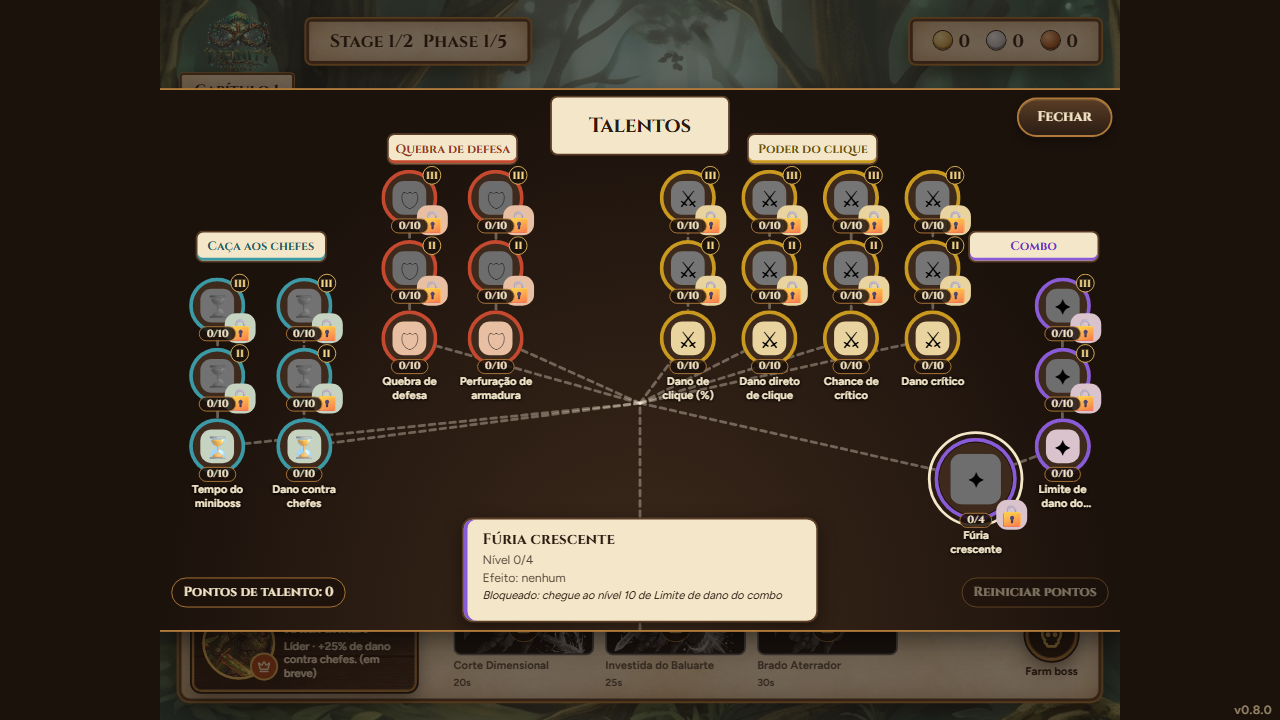 Stage 1/2 Phase 1/5
0 0 0
Talentos
Fechar
Quebra de defesa
Poder do clique
Caça aos chefes
Combo
III III III III III III
0/10 0/10 0/10 0/10 0/10 0/10
II II II II II II
0/10 0/10 0/10 0/10 0/10 0/10
0/10 0/10 0/10 0/10 0/10 0/10
Quebra de
defesa
Perfuração de
armadura
Dano de
clique (%)
Dano direto
de clique
Chance de
crítico
Dano crítico
III III III
0/10 0/10 0/10
II II II
0/10 0/10 0/10
0/10 0/10 0/10
Tempo do
miniboss
Dano contra
chefes
Limite de
dano do...
0/4
Fúria
crescente
Fúria crescente
Nível 0/4
Efeito: nenhum
Bloqueado: chegue ao nível 10 de Limite de dano do combo
Pontos de talento: 0
Reiniciar pontos
Líder · +25% de dano
contra chefes. (em
breve)
Corte Dimensional
20s
Investida do Baluarte
25s
Brado Aterrador
30s
Farm boss
v0.8.0